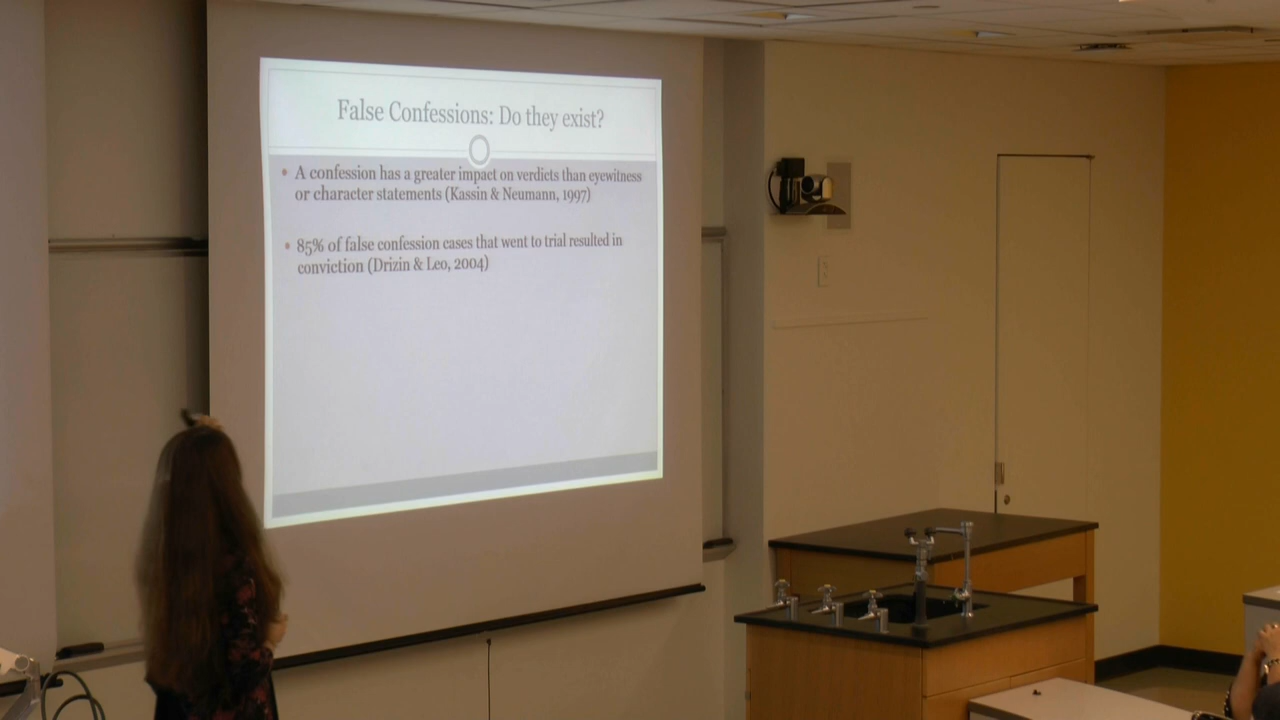 False Confessions: Do they exist?
• A confession has a greater impact on verdicts than eyewitness
or character statements (Kassin & Neumann, 1997)
• 85% of false confession cases that went to trial resulted in
conviction (Drizin & Leo, 2004)